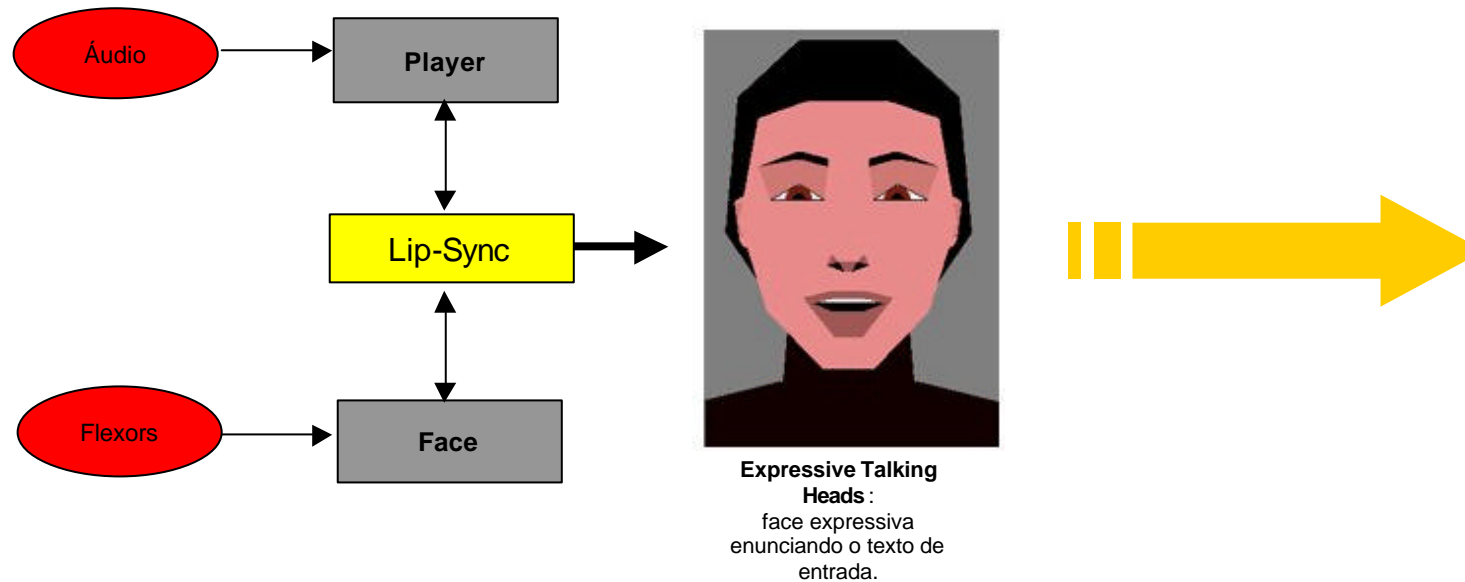 Áudio
Player
Lip-Sync
Flexors
Face
Expressive Talking
Heads :
face expressiva
enunciando o texto de
entrada.